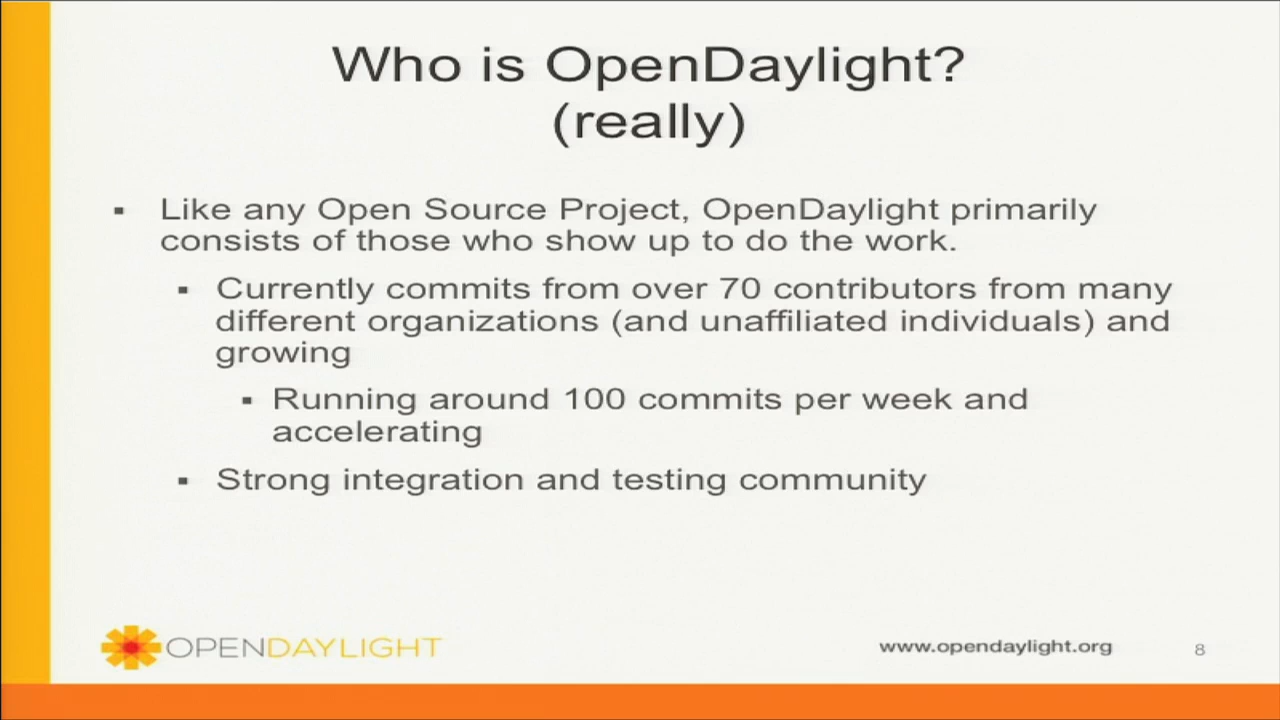 Who is OpenDaylight?
(really)
▪ Like any Open Source Project, OpenDaylight primarily
consists of those who show up to do the work.
▪ Currently commits from over 70 contributors from many
different organizations (and unaffiliated individuals) and
growing
▪ Running around 100 commits per week and
accelerating
▪ Strong integration and testing community
OPENDAYLIGHT
www.opendaylight.org
8